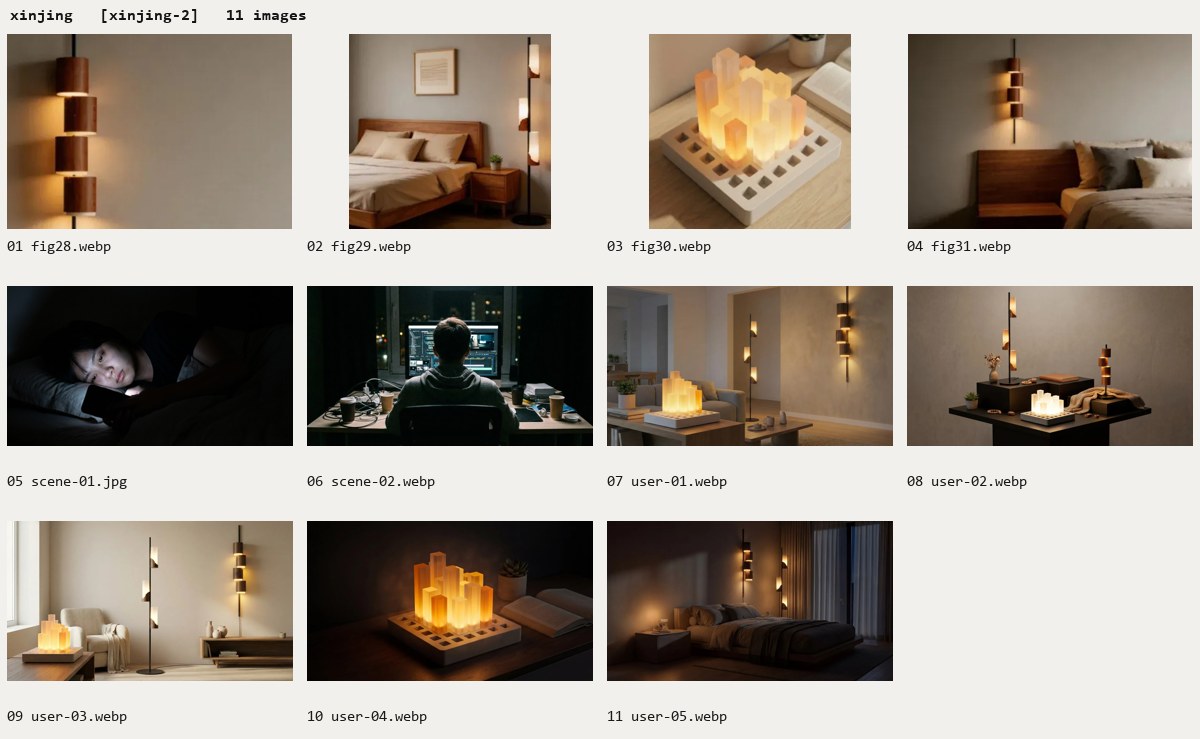 xinjing [xinjing-2] 11 images
01 fig28.webp
02 fig29.webp
03 fig30.webp
04 fig31.webp
05 scene-01.jpg
06 scene-02.webp
07 user-01.webp
08 user-02.webp
09 user-03.webp
10 user-04.webp
11 user-05.webp